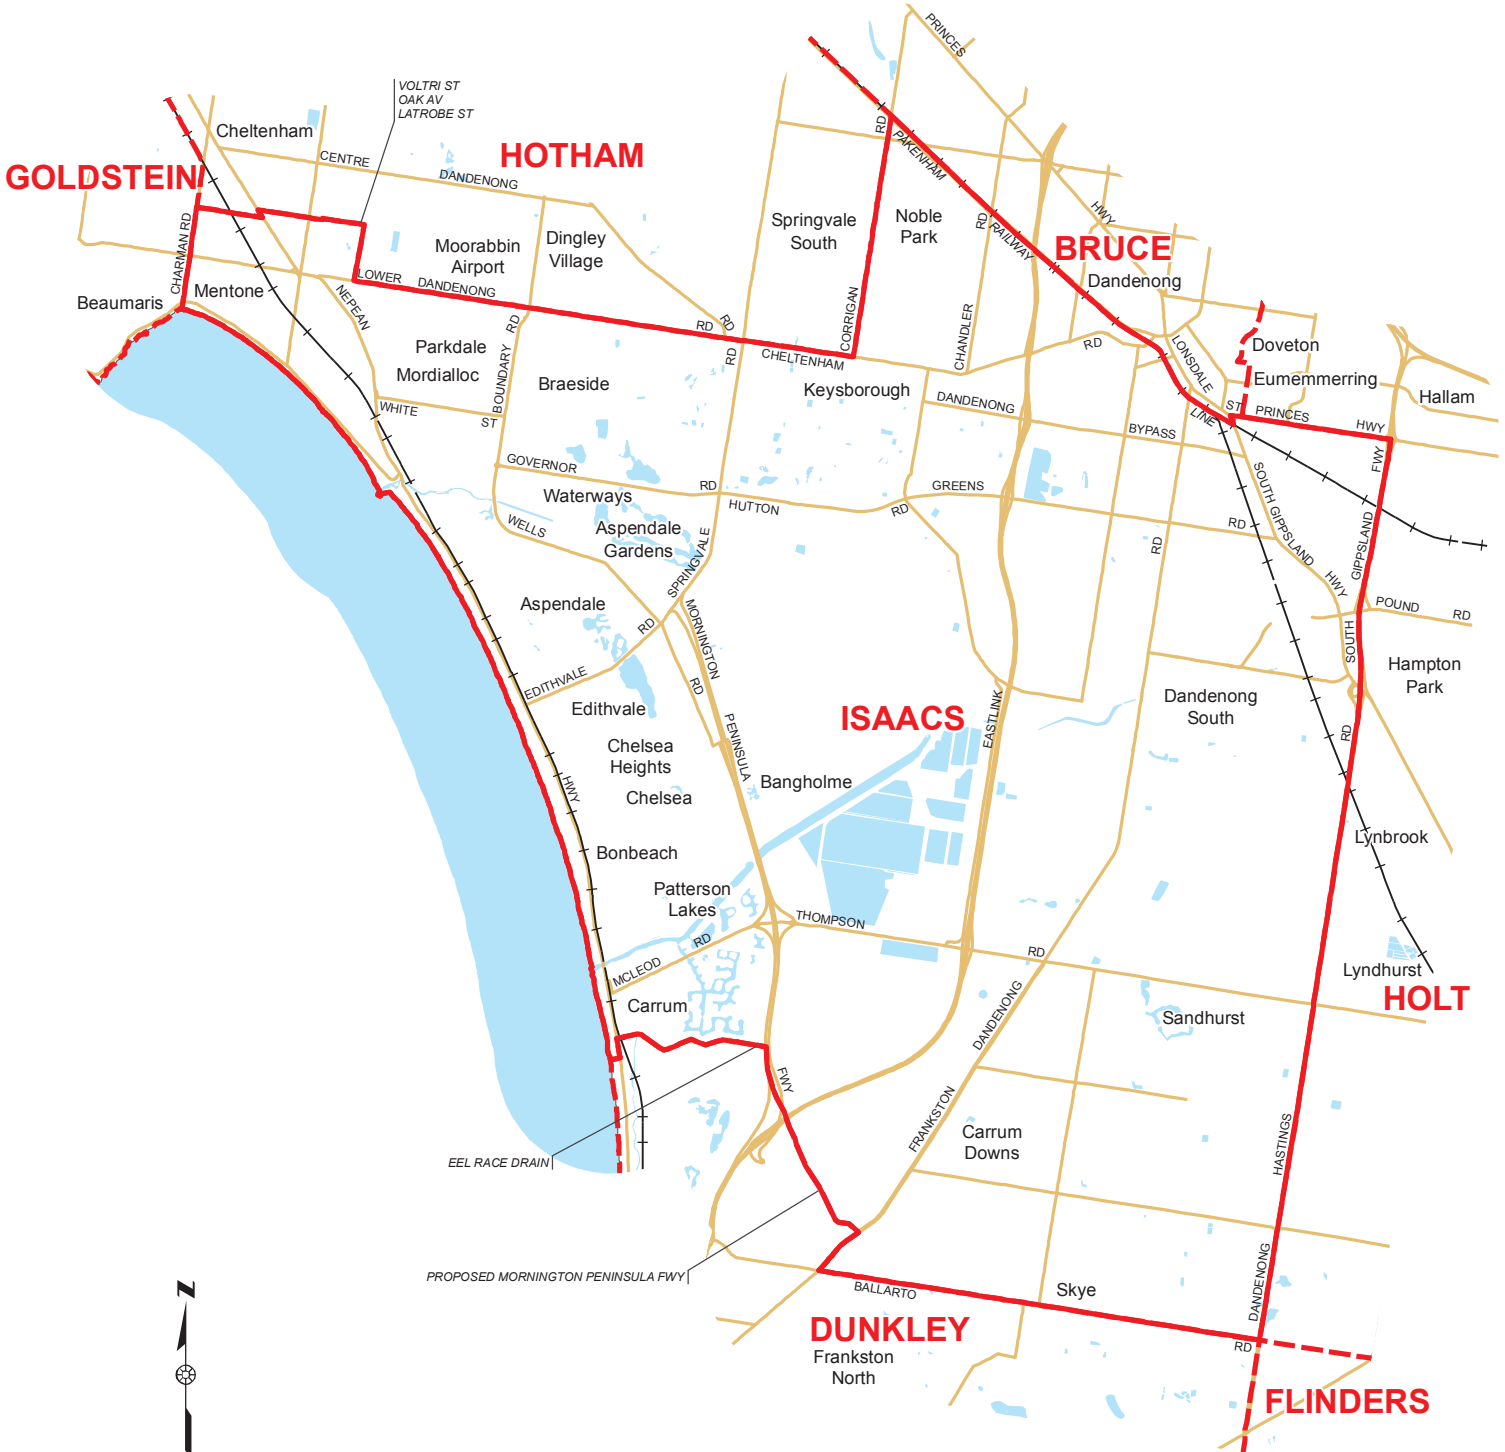 PRINCES
VOLTRI ST
OAK AV
LATROBE ST
Cheltenham
RD
PAKENHAM
CENTRE
HOTHAM
GOLDSTEIN
DANDENONG
HWY
CHARMAN RD
Springvale
South
Noble
Park
RD
RAILWAY
Moorabbin
Airport
Dingley
Village
BRUCE
Dandenong
LOWER
DANDENONG
Beaumaris
Mentone
NEPEAN
RD
RD
RD
RD
CORRIGAN
CHELTENHAM
CHANDLER
RD
LONSDALE
Doveton
Parkdale
Mordialloc
BOUNDARY
Braeside
Keysborough
Eumemmerring
Hallam
WHITE
ST
DANDENONG
BYPASS
LINE
ST
PRINCES
HWY
FWY
GOVERNOR
RD
HUTTON
RD
GREENS
RD
SOUTH GIPPSLAND
HWY
Waterways
WELLS
Aspendale
Gardens
SPRINGVALE
RD
GIPPSLAND
Aspendale
RD
MORNINGTON
POUND
RD
SOUTH
EDITHVALE
RD
Hampton
Park
Edithvale
PENINSULA
ISAACS
EASTLINK
Dandenong
South
RD
Chelsea
Heights
HWY
Chelsea
Bangholme
Lynbrook
Bonbeach
Patterson
Lakes
THOMPSON
RD
MCLEOD
RD
Lyndhurst
HOLT
Carrum
DANDENONG
Sandhurst
FWY
FRANKSTON
Carrum
Downs
HASTINGS
EEL RACE DRAIN
PROPOSED MORNINGTON PENINSULA FWY
DANDENONG
BALLARTO
Skye
RD
DUNKLEY
Frankston
North
FLINDERS
Z